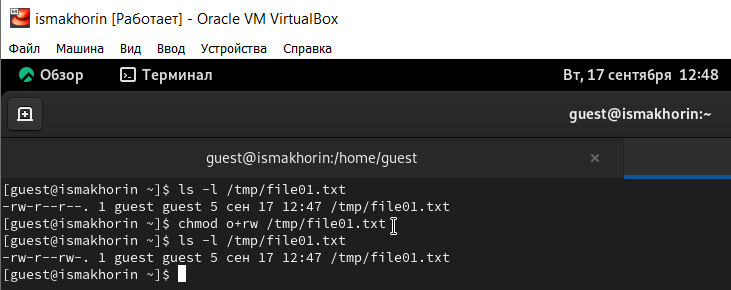 ismakhorin [Работает] - Oracle VM VirtualBox
Файл Машина Вид Ввод Устройства Справка
Обзор Терминал Вт, 17 сентября 12:48
guest@ismakhorin:~
guest@ismakhorin:/home/guest ×
[guest@ismakhorin ~]$ ls -l /tmp/file01.txt
-rw-r--r--. 1 guest guest 5 сен 17 12:47 /tmp/file01.txt
[guest@ismakhorin ~]$ chmod o+rw /tmp/file01.txt
[guest@ismakhorin ~]$ ls -l /tmp/file01.txt
-rw-r--rw-. 1 guest guest 5 сен 17 12:47 /tmp/file01.txt
[guest@ismakhorin ~]$